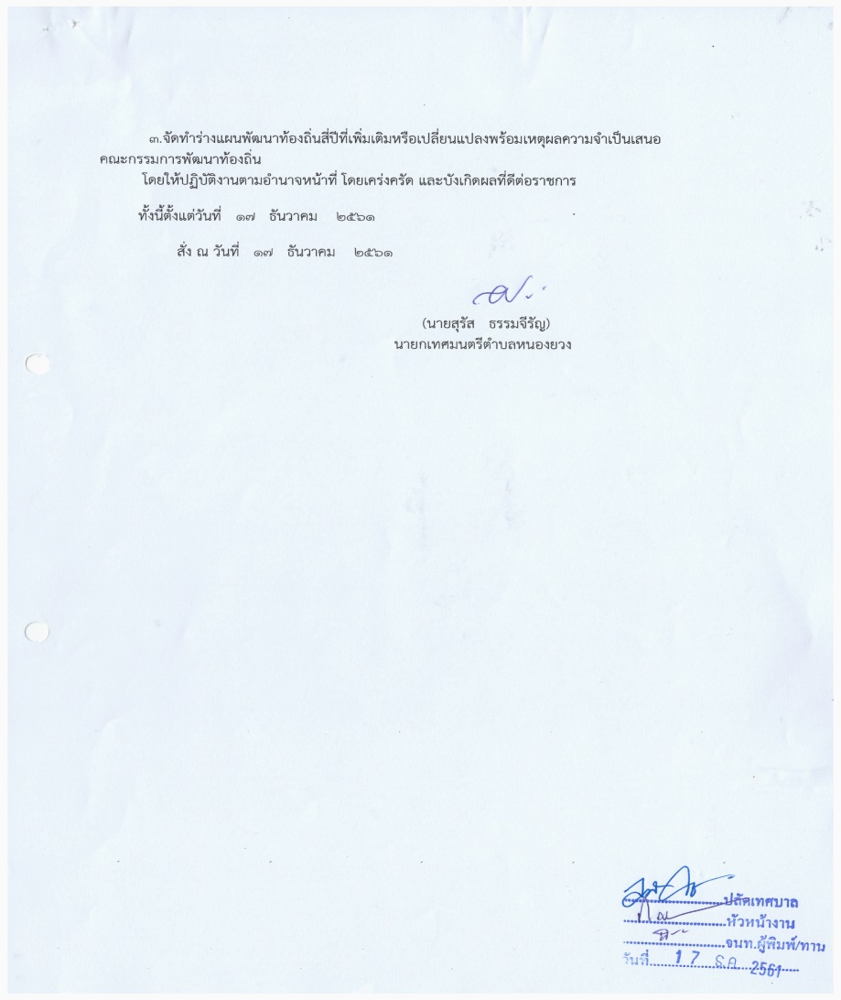 ๓.จัดทำร่างแผนพัฒนาท้องถิ่นสี่ปีที่เพิ่มเติมหรือเปลี่ยนแปลงพร้อมเหตุผลความจำเป็นเสนอ
คณะกรรมการพัฒนาท้องถิ่น
โดยให้ปฏิบัติงานตามอำนาจหน้าที่ โดยเคร่งครัด และบังเกิดผลที่ดีต่อราชการ
ทั้งนี้ตั้งแต่วันที่ ๑๗ ธันวาคม ๒๕๖๑
สั่ง ณ วันที่ ๑๗ ธันวาคม ๒๕๖๑
(นายสุรัส ธรรมจีรัญ)
นายกเทศมนตรีตำบลหนองยวง
ปลัดเทศบาล
หัวหน้างาน
จนท.ผู้พิมพ์/ทาน
วันที่ 17 ธ.ค. 2561